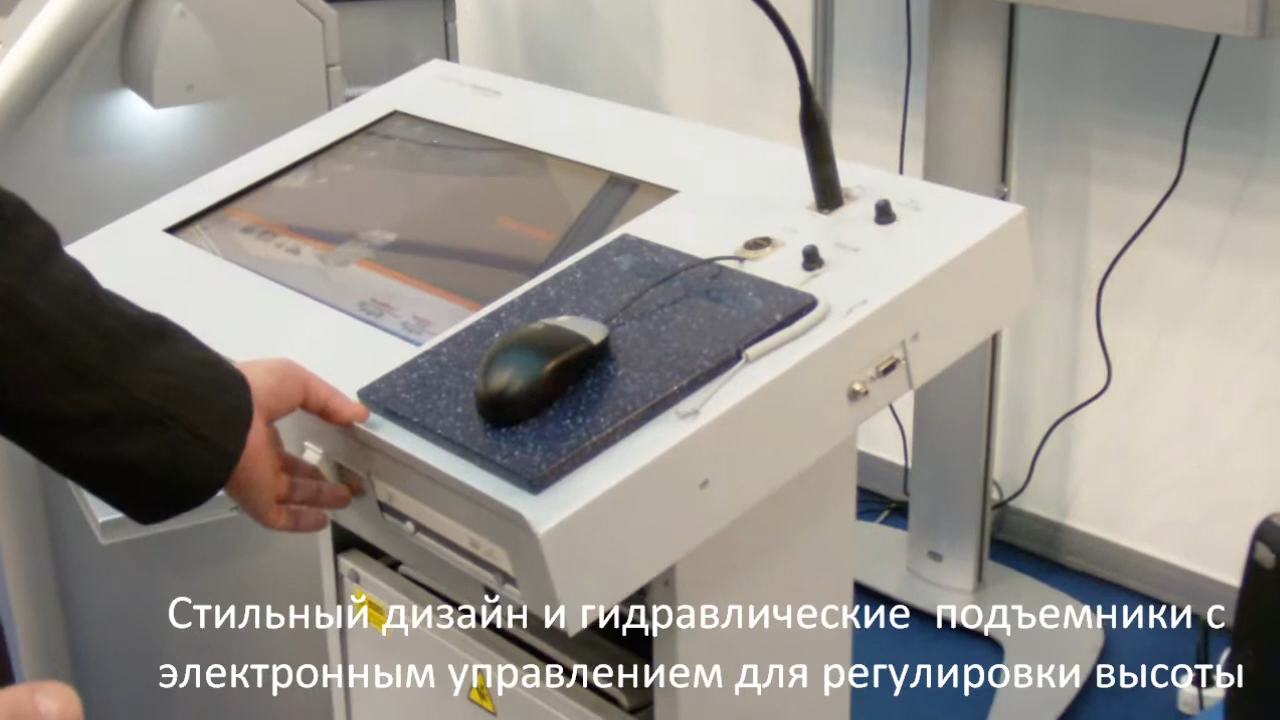 Стильный дизайн и гидравлические подъемники с
электронным управлением для регулировки высоты